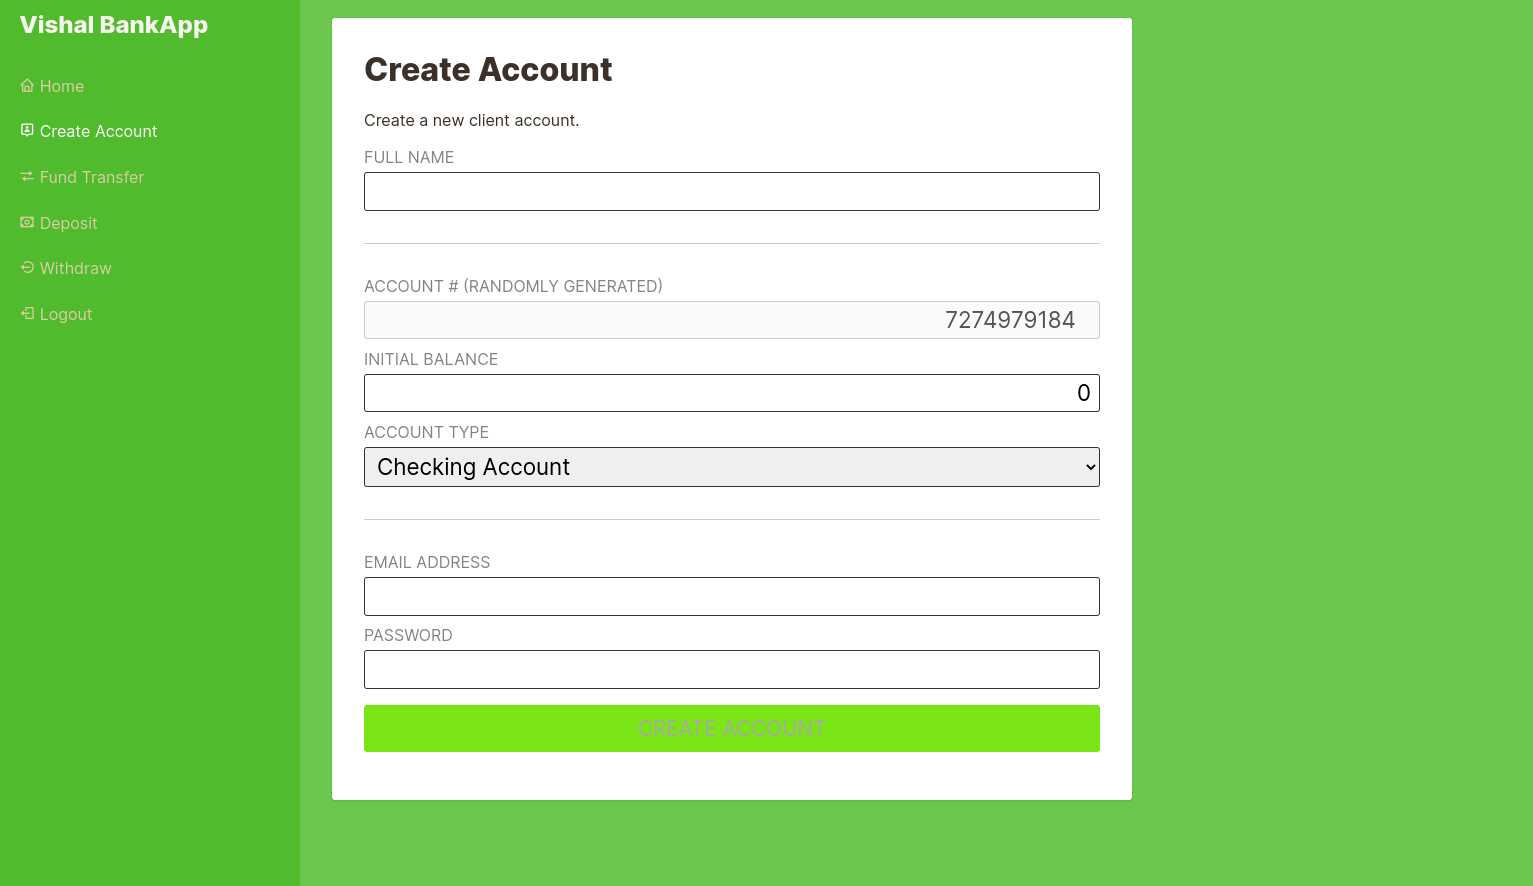 Vishal BankApp
Home
Create Account
Fund Transfer
Deposit
Withdraw
Logout
Create Account
Create a new client account.
FULL NAME
ACCOUNT # (RANDOMLY GENERATED)
7274979184
INITIAL BALANCE
0
ACCOUNT TYPE
Checking Account
EMAIL ADDRESS
PASSWORD
CREATE ACCOUNT